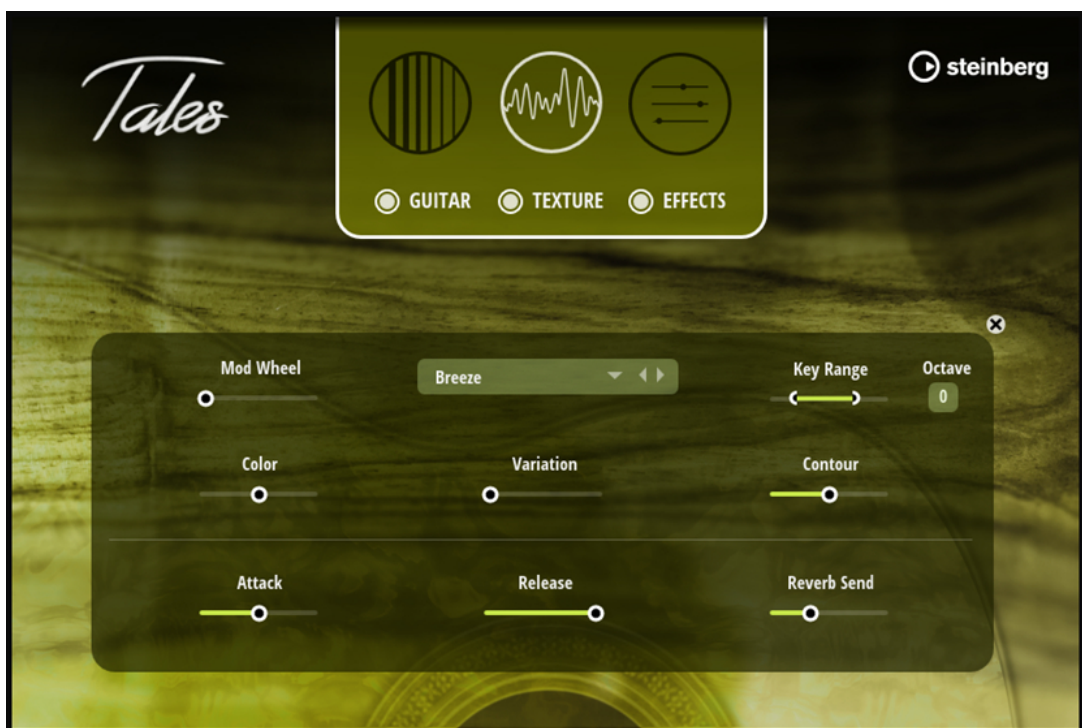 Tales
steinberg
GUITAR TEXTURE EFFECTS
Mod Wheel Breeze Key Range Octave
0
Color Variation Contour
Attack Release Reverb Send